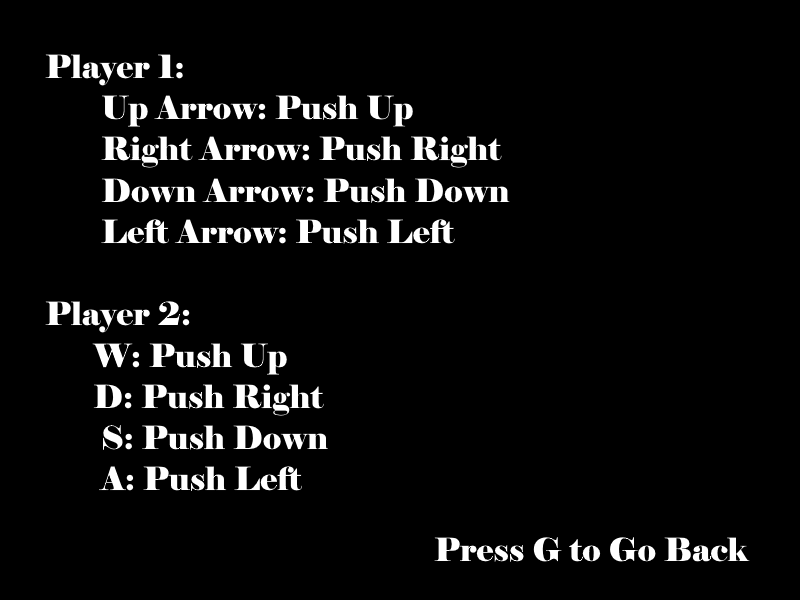 Player 1:
Up Arrow: Push Up
Right Arrow: Push Right
Down Arrow: Push Down
Left Arrow: Push Left
Player 2:
W: Push Up
D: Push Right
S: Push Down
A: Push Left
Press G to Go Back